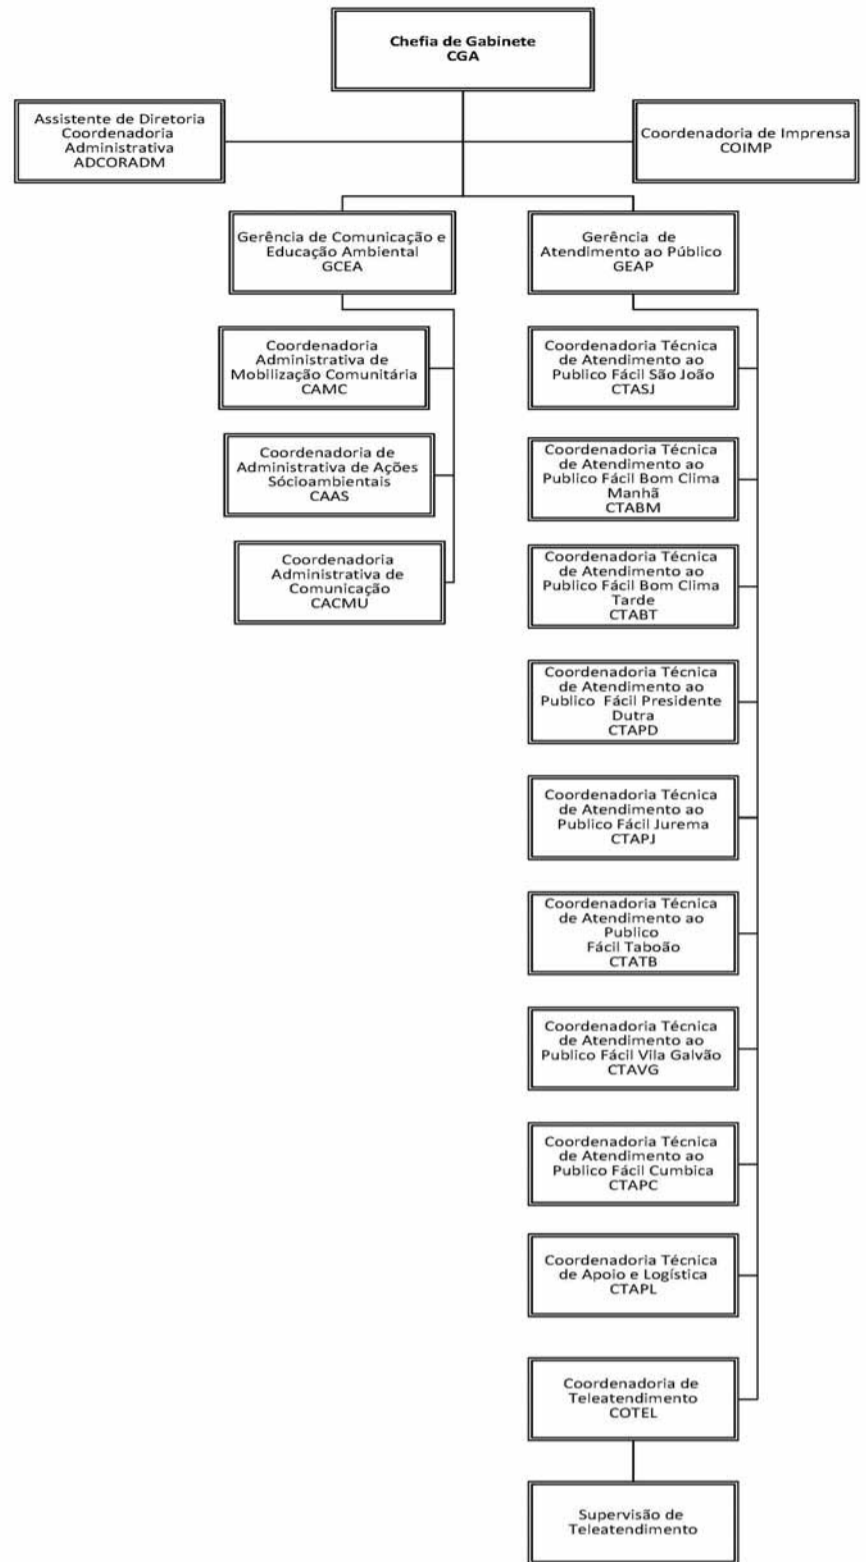 Chefia de Gabinete
CGA
Assistente de Diretoria
Coordenadoria
Administrativa
ADCORADM
Coordenadoria de Imprensa
COIMP
Gerência de Comunicação e
Educação Ambiental
GCEA
Coordenadoria
Administrativa de
Mobilização Comunitária
CAMC
Coordenadoria de
Administrativa de Ações
Sócioambientais
CAAS
Coordenadoria
Administrativa de
Comunicação
CACMU
Gerência de
Atendimento ao Público
GEAP
Coordenadoria Técnica
de Atendimento ao
Publico Fácil São João
CTASJ
Coordenadoria Técnica
de Atendimento ao
Publico Fácil Bom Clima
Manhã
CTABM
Coordenadoria Técnica
de Atendimento ao
Publico Fácil Bom Clima
Tarde
CTABT
Coordenadoria Técnica
de Atendimento ao
Publico Fácil Presidente
Dutra
CTAPD
Coordenadoria Técnica
de Atendimento ao
Publico Fácil Jurema
CTAPJ
Coordenadoria Técnica
de Atendimento ao
Publico
Fácil Taboão
CTATB
Coordenadoria Técnica
de Atendimento ao
Publico Fácil Vila Galvão
CTAVG
Coordenadoria Técnica
de Atendimento ao
Publico Fácil Cumbica
CTAPC
Coordenadoria Técnica
de Apoio e Logística
CTAPL
Coordenadoria de
Teleatendimento
COTEL
Supervisão de
Teleatendimento